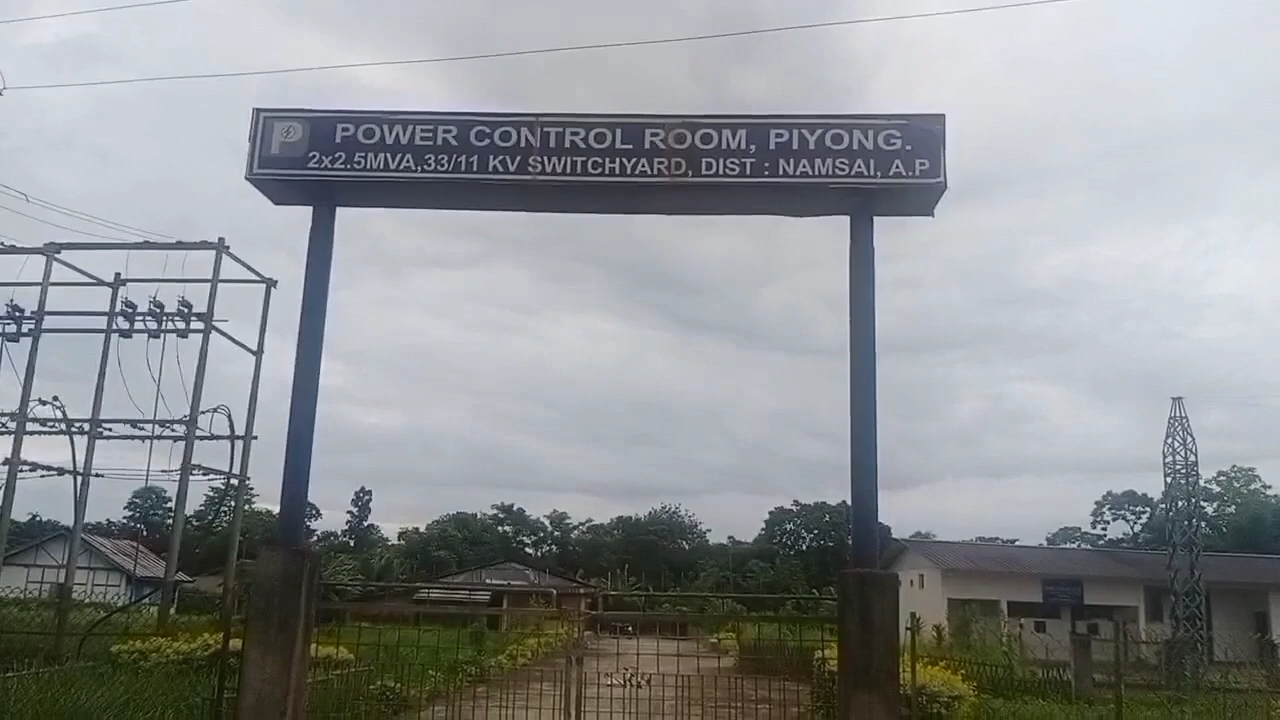 P
POWER CONTROL ROOM, PIYONG.
2x2.5MVA,33/11 KV SWITCHYARD, DIST : NAMSAI, A.P